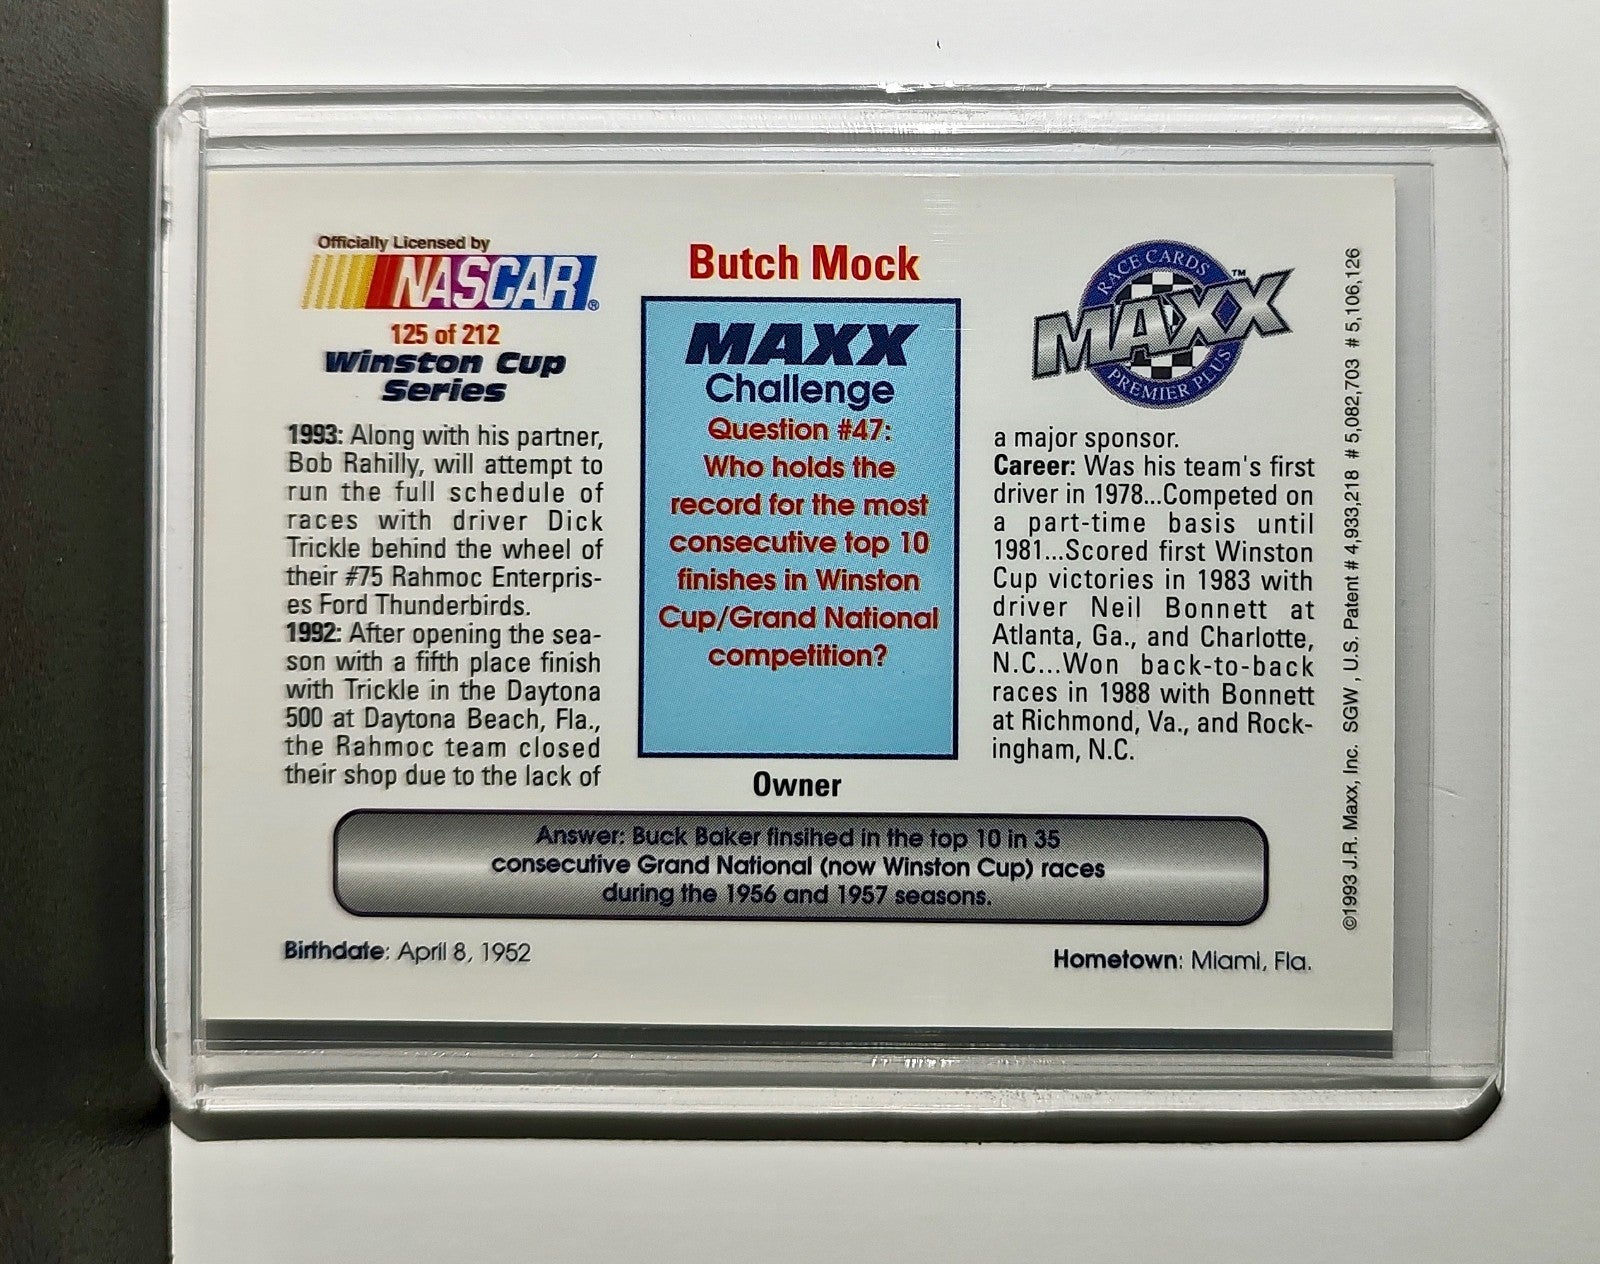 Officially Licensed by
NASCAR®
125 of 212
Winston Cup
Series
1993: Along with his partner,
Bob Rahilly, will attempt to
run the full schedule of
races with driver Dick
Trickle behind the wheel of
their #75 Rahmoc Enterpris-
es Ford Thunderbirds.
1992: After opening the sea-
son with a fifth place finish
with Trickle in the Daytona
500 at Daytona Beach, Fla.,
the Rahmoc team closed
their shop due to the lack of
Butch Mock
MAXX
Challenge
Question #47:
Who holds the
record for the most
consecutive top 10
finishes in Winston
Cup/Grand National
competition?
Owner
RACE CARDS
MAXX™
PREMIER PLUS
a major sponsor.
Career: Was his team's first
driver in 1978...Competed on
a part-time basis until
1981...Scored first Winston
Cup victories in 1983 with
driver Neil Bonnett at
Atlanta, Ga., and Charlotte,
N.C...Won back-to-back
races in 1988 with Bonnett
at Richmond, Va., and Rock-
ingham, N.C.
Answer: Buck Baker finsihed in the top 10 in 35
consecutive Grand National (now Winston Cup) races
during the 1956 and 1957 seasons.
Birthdate: April 8, 1952
Hometown: Miami, Fla.
©1993 J.R. Maxx, Inc. SGW , U.S. Patent # 4,933,218 # 5,082,703 # 5,106,126